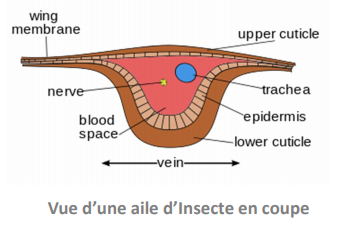 wing
membrane
upper cuticle
nerve
trachea
blood
space
epidermis
lower cuticle
vein
Vue d'une aile d'Insecte en coupe